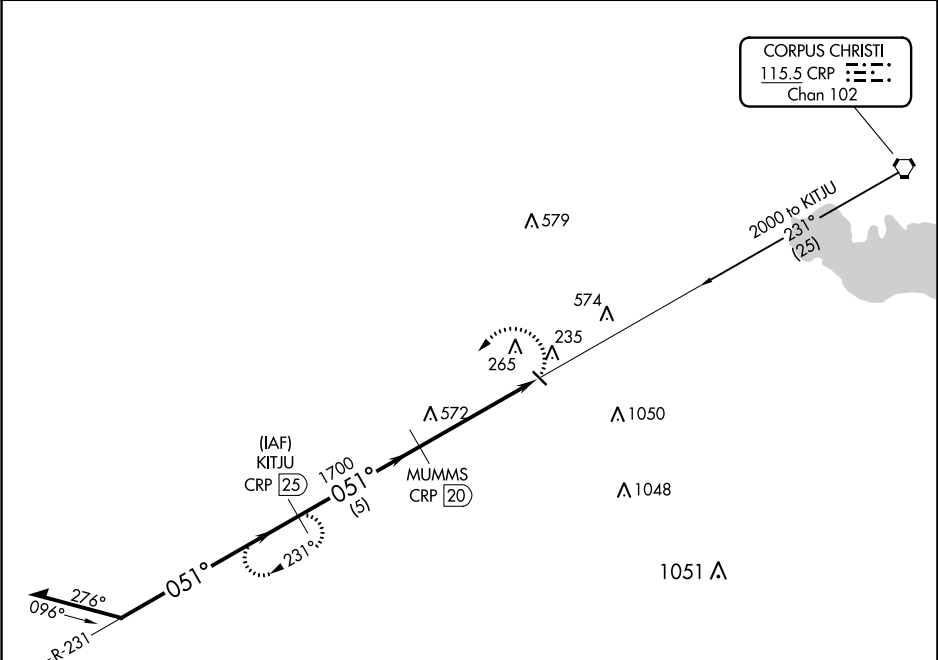 CORPUS CHRISTI
115.5 CRP
Chan 102
2000 to KITJU
231°
(25)
579
574
235
265
572
1050
(IAF)
KITJU
CRP 25
1700
051°
(5)
MUMMS
CRP 20
1048
231°
051°
1051
276°
096°
R-231